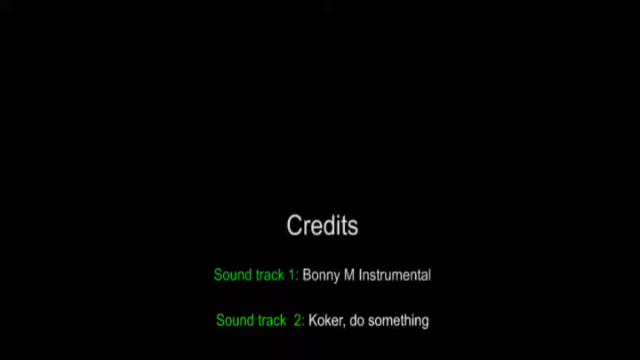 Credits
Sound track 1: Bonny M Instrumental
Sound track 2: Koker, do something